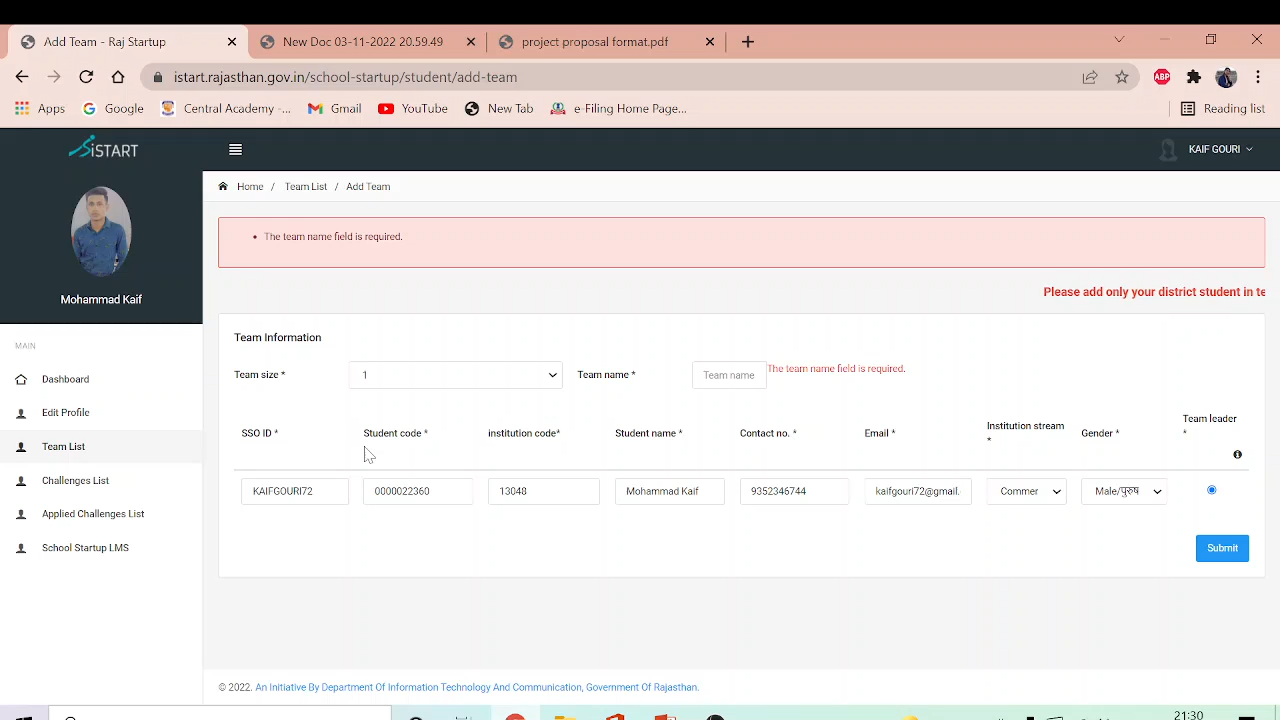 Add Team - Raj Startup
New Doc 03-11-2022 20.59.49
project proposal format.pdf
istart.rajasthan.gov.in/school-startup/student/add-team
ABP
Apps
Google
Central Academy -...
Gmail
YouTube
New Tab
e-Filing Home Page...
Reading list
iSTART
KAIF GOURI
Home / Team List / Add Team
The team name field is required.
Mohammad Kaif
Please add only your district student in te
MAIN
Dashboard
Edit Profile
Team List
Challenges List
Applied Challenges List
School Startup LMS
Team Information
Team size *
1
Team name *
Team name
The team name field is required.
SSO ID *
Student code *
institution code*
Student name *
Contact no. *
Email *
Institution stream *
Gender *
Team leader *
KAIFGOURI72
0000022360
13048
Mohammad Kaif
9352346744
kaifgouri72@gmail.
Commer
Male/पुरुष
Submit
© 2022. An Initiative By Department Of Information Technology And Communication, Government Of Rajasthan.
21:30